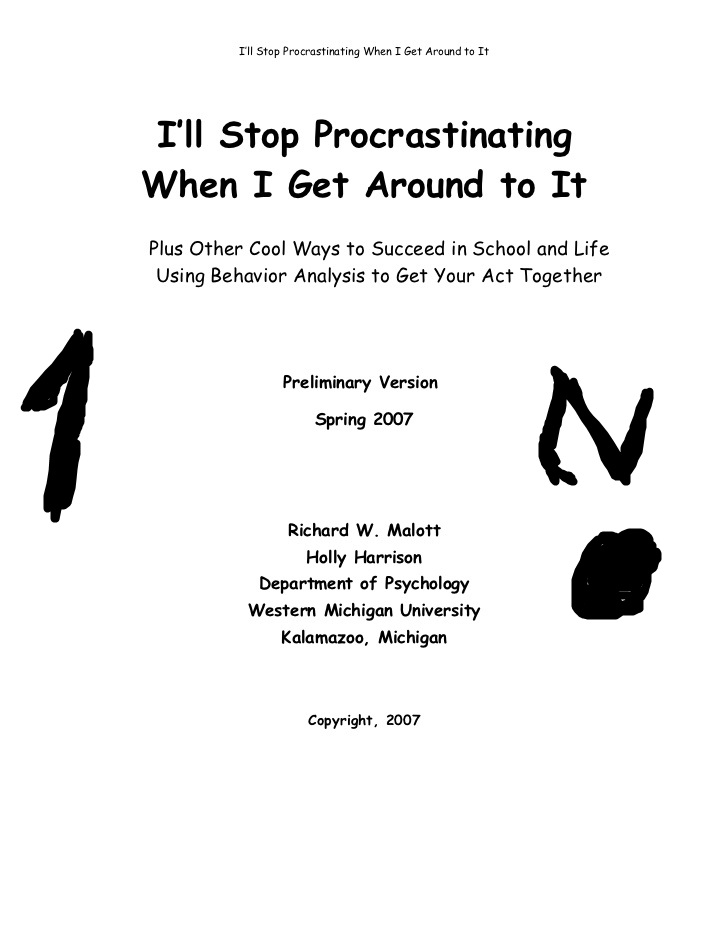 I'll Stop Procrastinating When I Get Around to It
I'll Stop Procrastinating
When I Get Around to It
Plus Other Cool Ways to Succeed in School and Life
Using Behavior Analysis to Get Your Act Together
Preliminary Version
Spring 2007
1
N
Richard W. Malott
Holly Harrison
Department of Psychology
Western Michigan University
Kalamazoo, Michigan
Copyright, 2007